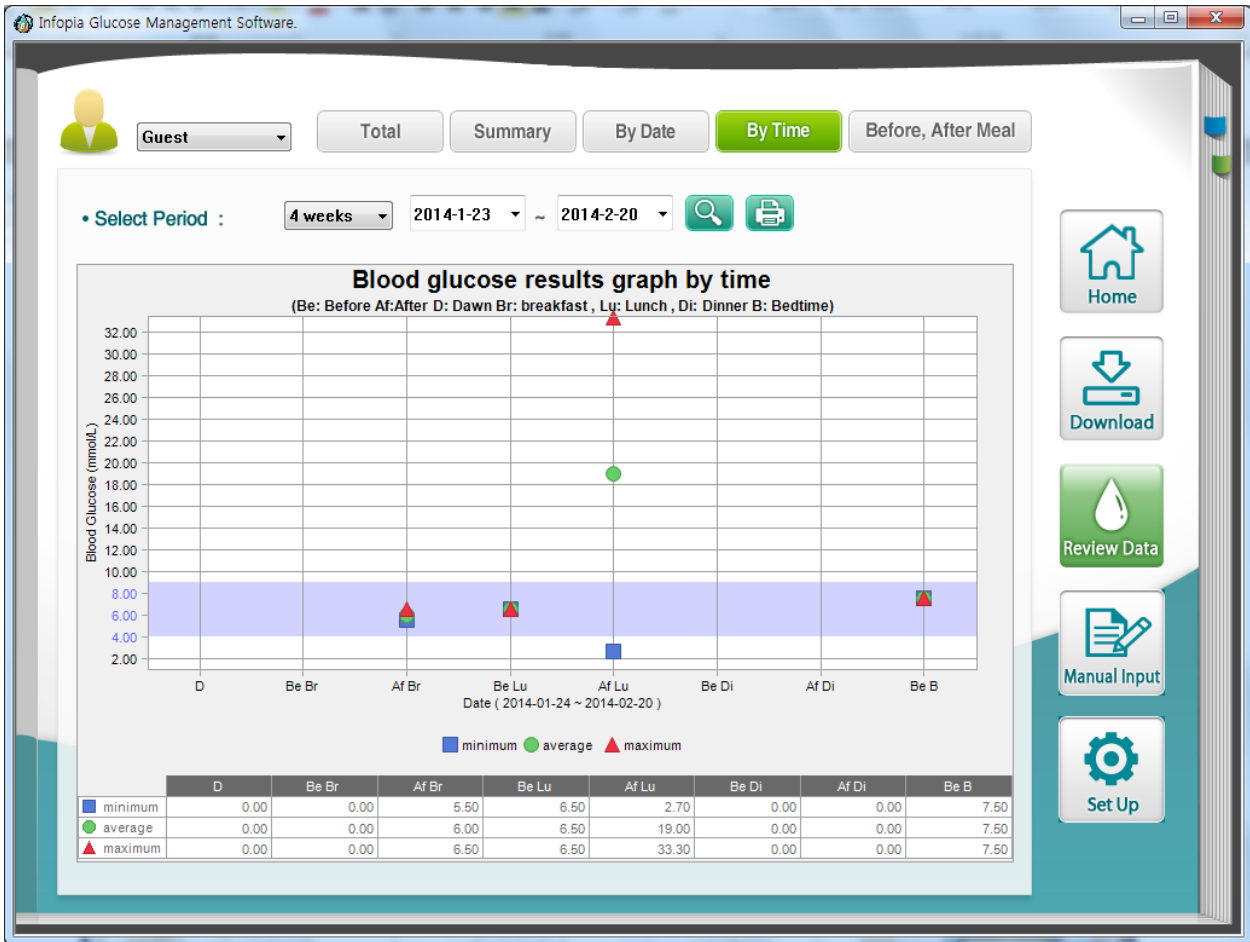 Infopia Glucose Management Software.
Guest
Total
Summary
By Date
By Time
Before, After Meal
• Select Period :
4 weeks
2014-1-23
~
2014-2-20
Blood glucose results graph by time
(Be: Before Af:After D: Dawn Br: breakfast , Lu: Lunch , Di: Dinner B: Bedtime)
Blood Glucose (mmol/L)
32.00
30.00
28.00
26.00
24.00
22.00
20.00
18.00
16.00
14.00
12.00
10.00
8.00
6.00
4.00
2.00
D Be Br Af Br Be Lu Af Lu Be Di Af Di Be B
Date ( 2014-01-24 ~ 2014-02-20 )
minimum average maximum
D Be Br Af Br Be Lu Af Lu Be Di Af Di Be B
minimum 0.00 0.00 5.50 6.50 2.70 0.00 0.00 7.50
average 0.00 0.00 6.00 6.50 19.00 0.00 0.00 7.50
maximum 0.00 0.00 6.50 6.50 33.30 0.00 0.00 7.50
Home
Download
Review Data
Manual Input
Set Up